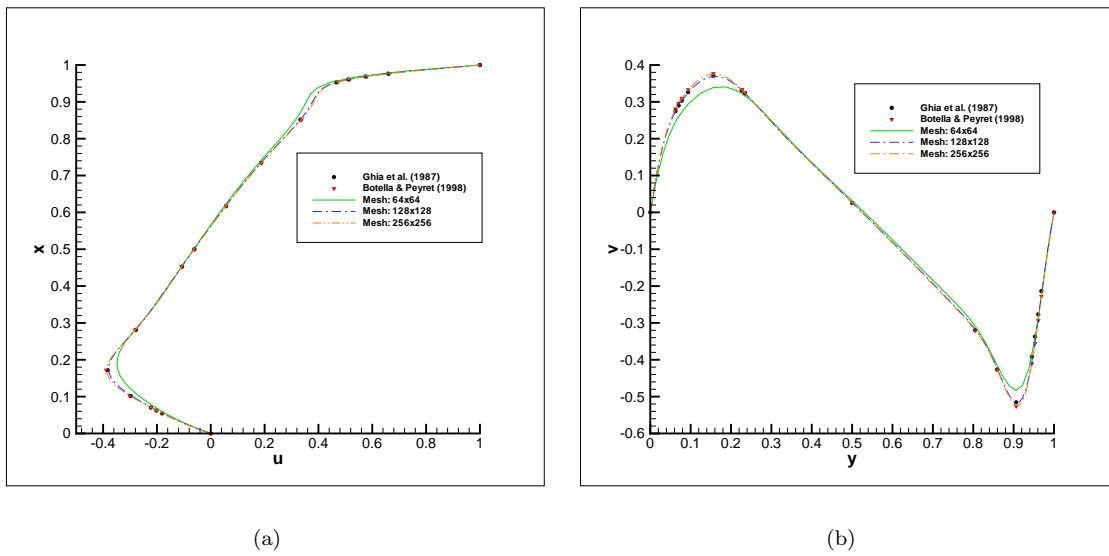 1
0.9
0.8
0.7
0.6
0.5
0.4
0.3
0.2
0.1
0
x
-0.4 -0.2 0 0.2 0.4 0.6 0.8 1
u
Ghia et al. (1987)
Botella & Peyret (1998)
Mesh: 64x64
Mesh: 128x128
Mesh: 256x256
(a)
0.4
0.3
0.2
0.1
0
-0.1
-0.2
-0.3
-0.4
-0.5
-0.6
v
0 0.1 0.2 0.3 0.4 0.5 0.6 0.7 0.8 0.9 1
y
Ghia et al. (1987)
Botella & Peyret (1998)
Mesh: 64x64
Mesh: 128x128
Mesh: 256x256
(b)